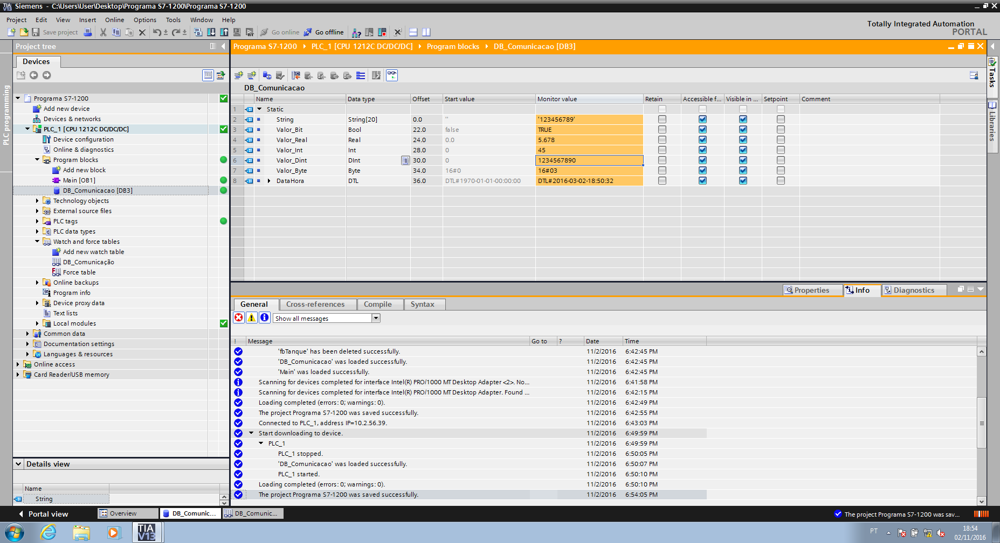 Siemens - C:\Users\User\Desktop\Programa S7-1200\Programa S7-1200
Project Edit View Insert Online Options Tools Window Help
Totally Integrated Automation
PORTAL
Save project Go online Go offline
Project tree
Programa S7-1200 PLC_1 [CPU 1212C DC/DC/DC] Program blocks DB_Comunicacao [DB3]
Devices
PLC programming
Programa S7-1200
Add new device
Devices & networks
PLC_1 [CPU 1212C DC/DC/DC]
Device configuration
Online & diagnostics
Program blocks
Add new block
Main [OB1]
DB_Comunicacao [DB3]
Technology objects
External source files
PLC tags
PLC data types
Watch and force tables
Add new watch table
DB_Comunicação
Force table
Online backups
Program info
Device proxy data
Text lists
Local modules
Common data
Documentation settings
Languages & resources
Online access
Card Reader/USB memory
Details view
Name
String
DB_Comunicacao
Name Data type Offset Start value Monitor value Retain Accessible f... Visible in ... Setpoint Comment
1 Static
2 String String[20] 0.0 '' '123456789'
3 Valor_Bit Bool 22.0 false TRUE
4 Valor_Real Real 24.0 0.0 5.678
5 Valor_Int Int 28.0 0 45
6 Valor_Dint DInt 30.0 0 1234567890
7 Valor_Byte Byte 34.0 16#0 16#03
8 DataHora DTL 36.0 DTL#1970-01-01-00:00:00 DTL#2016-03-02-18:50:32
Tasks
Libraries
Properties Info Diagnostics
General Cross-references Compile Syntax
Show all messages
! Message Go to ? Date Time
'fbTanque' has been deleted successfully. 11/2/2016 6:42:45 PM
'DB_Comunicacao' was loaded successfully. 11/2/2016 6:42:45 PM
'Main' was loaded successfully. 11/2/2016 6:42:45 PM
Scanning for devices completed for interface Intel(R) PRO/1000 MT Desktop Adapter <2>. No... 11/2/2016 6:41:58 PM
Scanning for devices completed for interface Intel(R) PRO/1000 MT Desktop Adapter. Found ... 11/2/2016 6:42:15 PM
Loading completed (errors: 0; warnings: 0). 11/2/2016 6:42:49 PM
The project Programa S7-1200 was saved successfully. 11/2/2016 6:42:55 PM
Connected to PLC_1, address IP=10.2.56.39. 11/2/2016 6:43:03 PM
Start downloading to device. 11/2/2016 6:49:59 PM
PLC_1 11/2/2016 6:49:59 PM
PLC_1 stopped. 11/2/2016 6:50:05 PM
'DB_Comunicacao' was loaded successfully. 11/2/2016 6:50:07 PM
PLC_1 started. 11/2/2016 6:50:10 PM
Loading completed (errors: 0; warnings: 0). 11/2/2016 6:50:10 PM
The project Programa S7-1200 was saved successfully. 11/2/2016 6:54:05 PM
Portal view Overview DB_Comunic... DB_Comunic... The project Programa S7-1200 was sav...
TIA V13
PT
18:54
02/11/2016